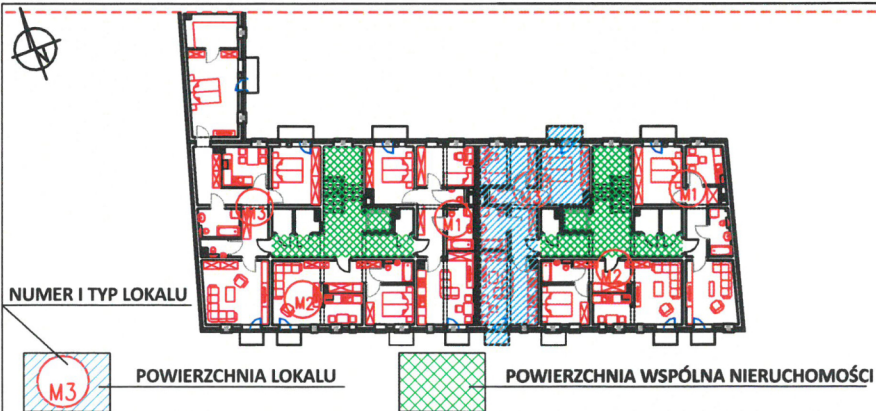 N
M3
M1
M1
M2
M2
NUMER I TYP LOKALU
M3
POWIERZCHNIA LOKALU
POWIERZCHNIA WSPÓLNA NIERUCHOMOŚCI